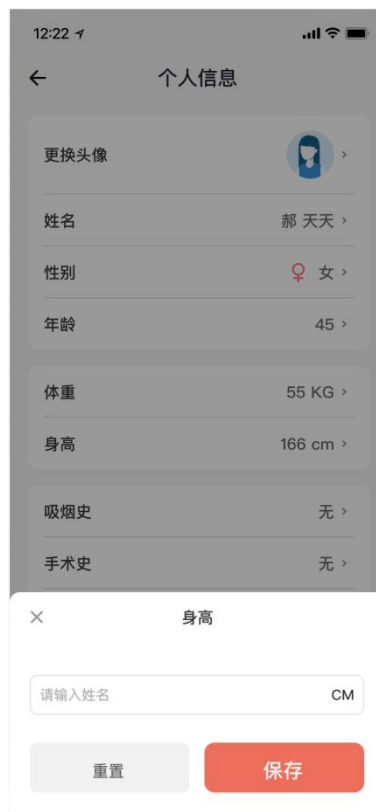 12:22
个人信息
更换头像
姓名 郝 天天
性别 女
年龄 45
体重 55 KG
身高 166 cm
吸烟史 无
手术史 无
身高
请输入姓名 CM
重置 保存